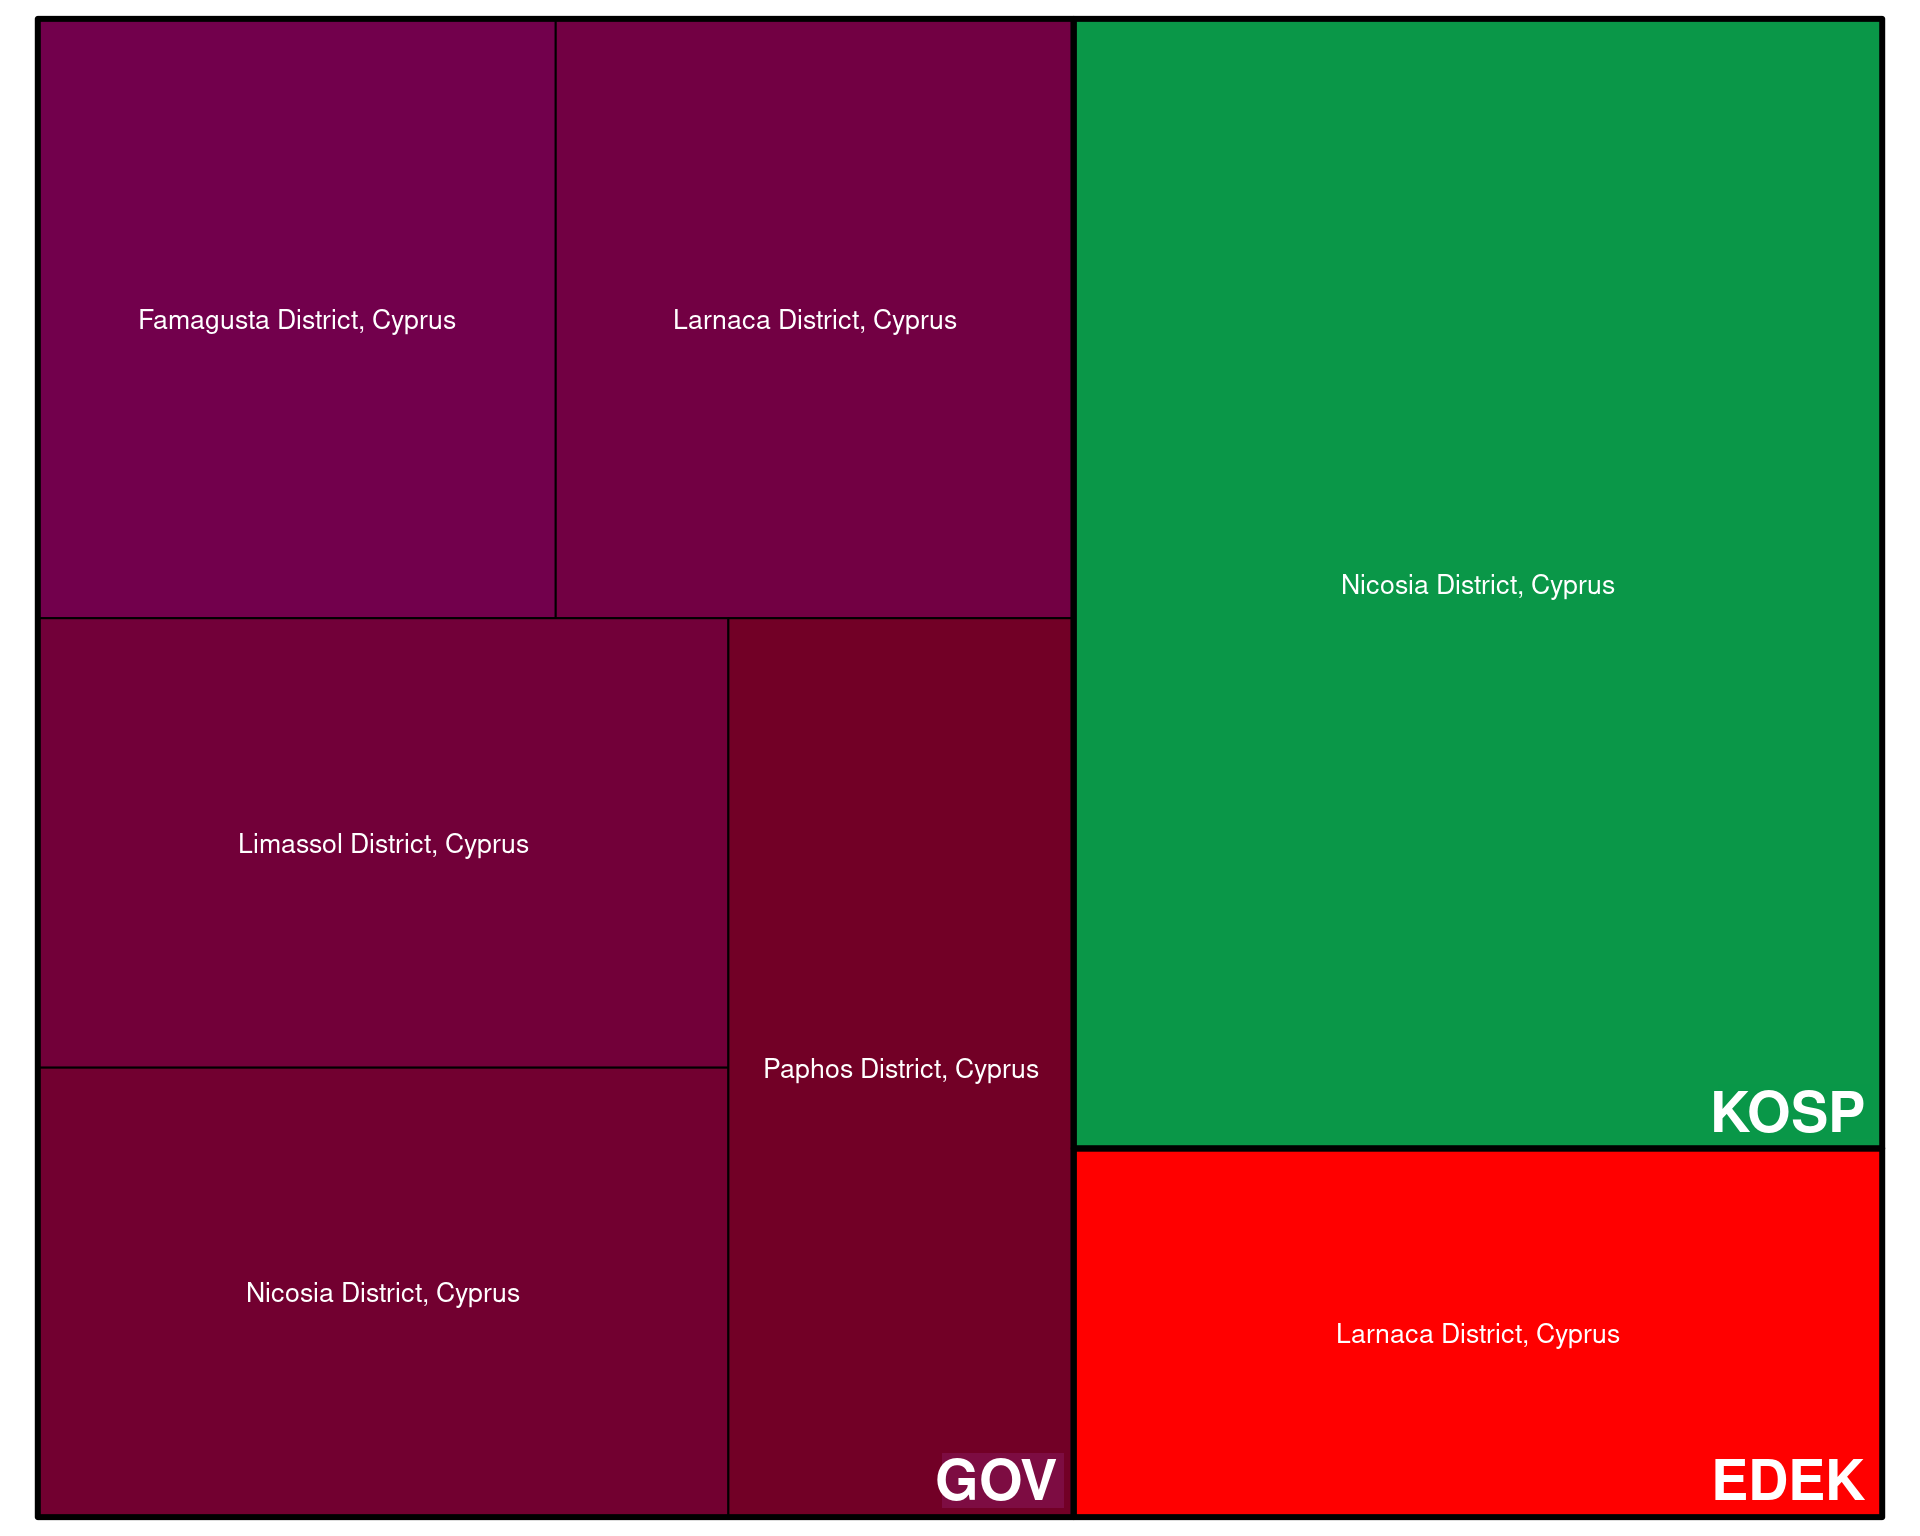 Famagusta District, Cyprus
Larnaca District, Cyprus
Limassol District, Cyprus
Nicosia District, Cyprus
Paphos District, Cyprus
GOV
Nicosia District, Cyprus
KOSP
Larnaca District, Cyprus
EDEK